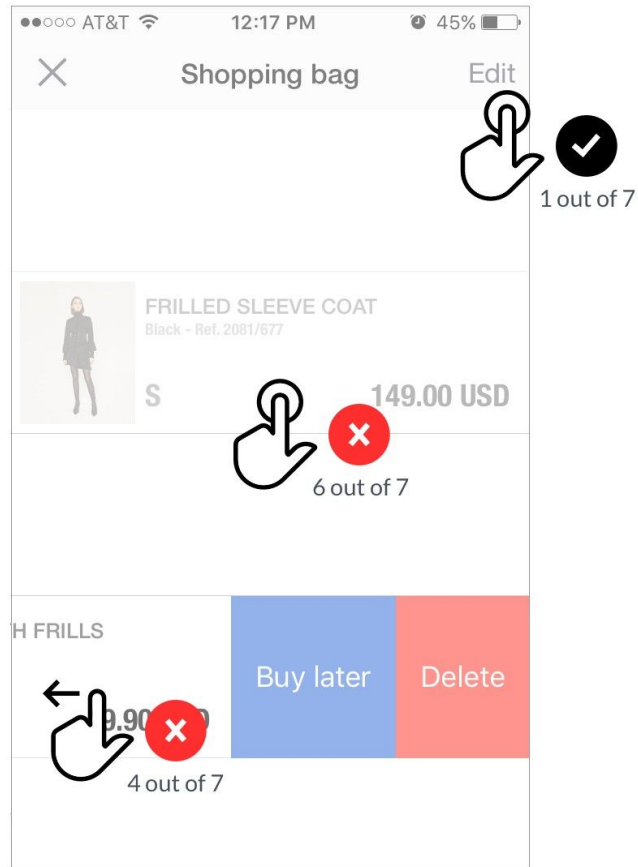 AT&T 12:17 PM 45%
Shopping bag Edit
1 out of 7
FRILLED SLEEVE COAT
Black - Ref. 2081/677
S 149.00 USD
6 out of 7
H FRILLS
Buy later Delete
4 out of 7